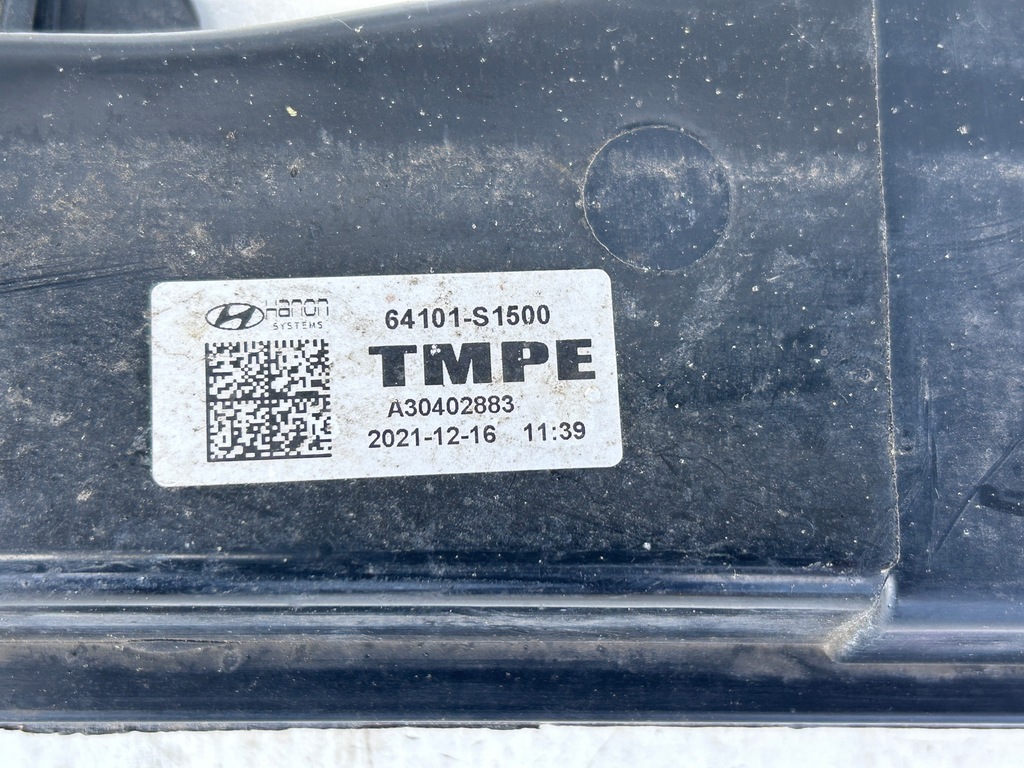 Hanon
SYSTEMS
64101-S1500
TMPE
A30402883
2021-12-16 11:39